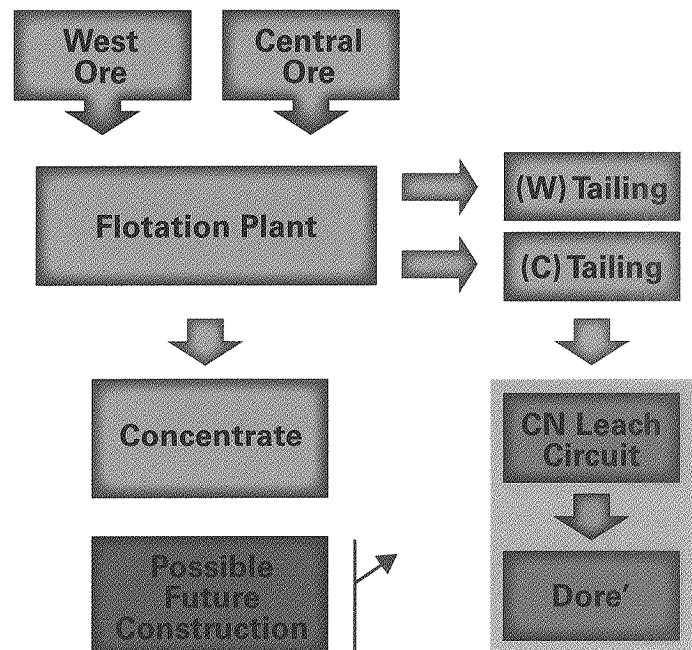 West
Ore
Central
Ore
Flotation Plant
(W) Tailing
(C) Tailing
Concentrate
CN Leach
Circuit
Possible
Future
Construction
Dore'